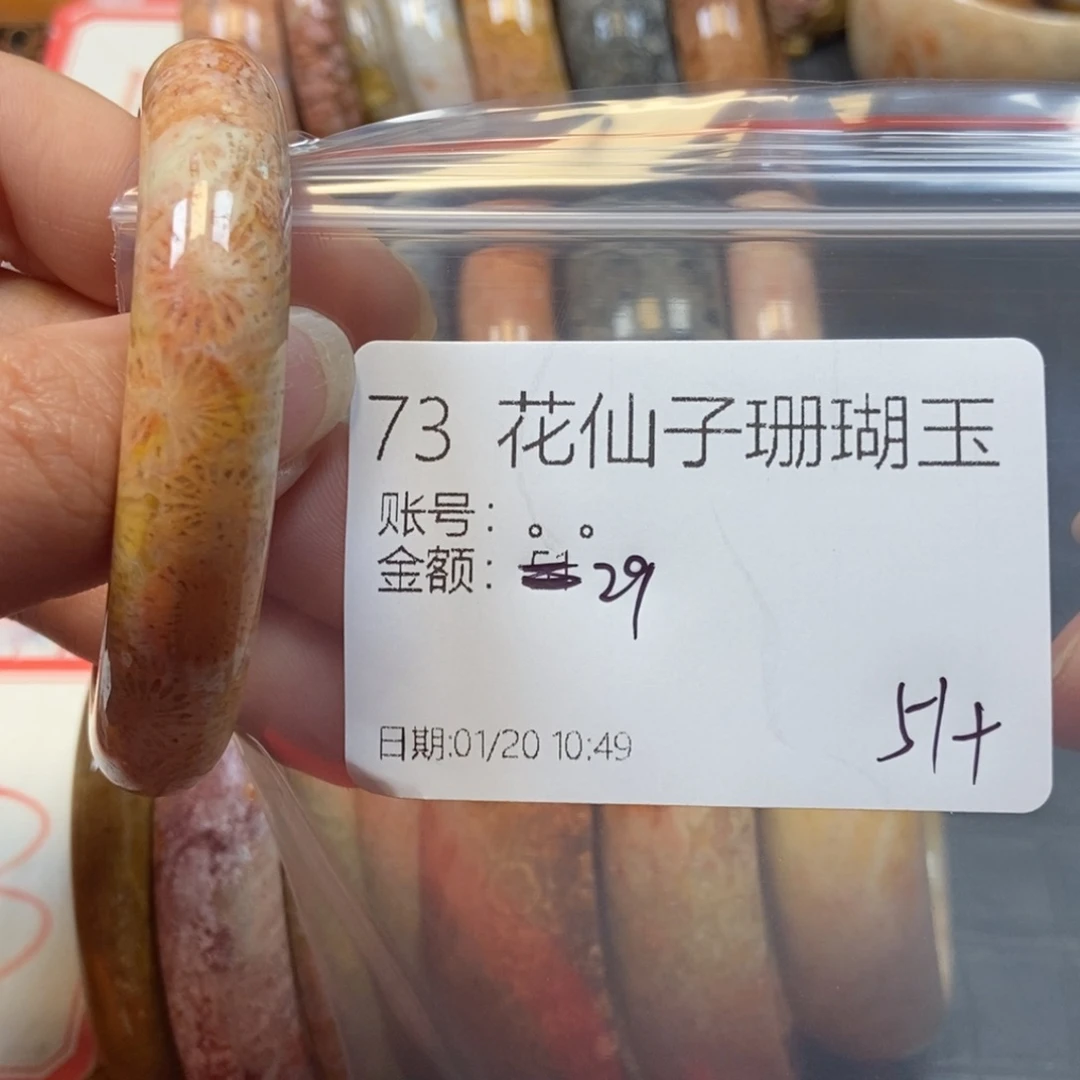 73 花仙子珊瑚玉
账号：。。
金额：29
日期:01/20 10:49
51+